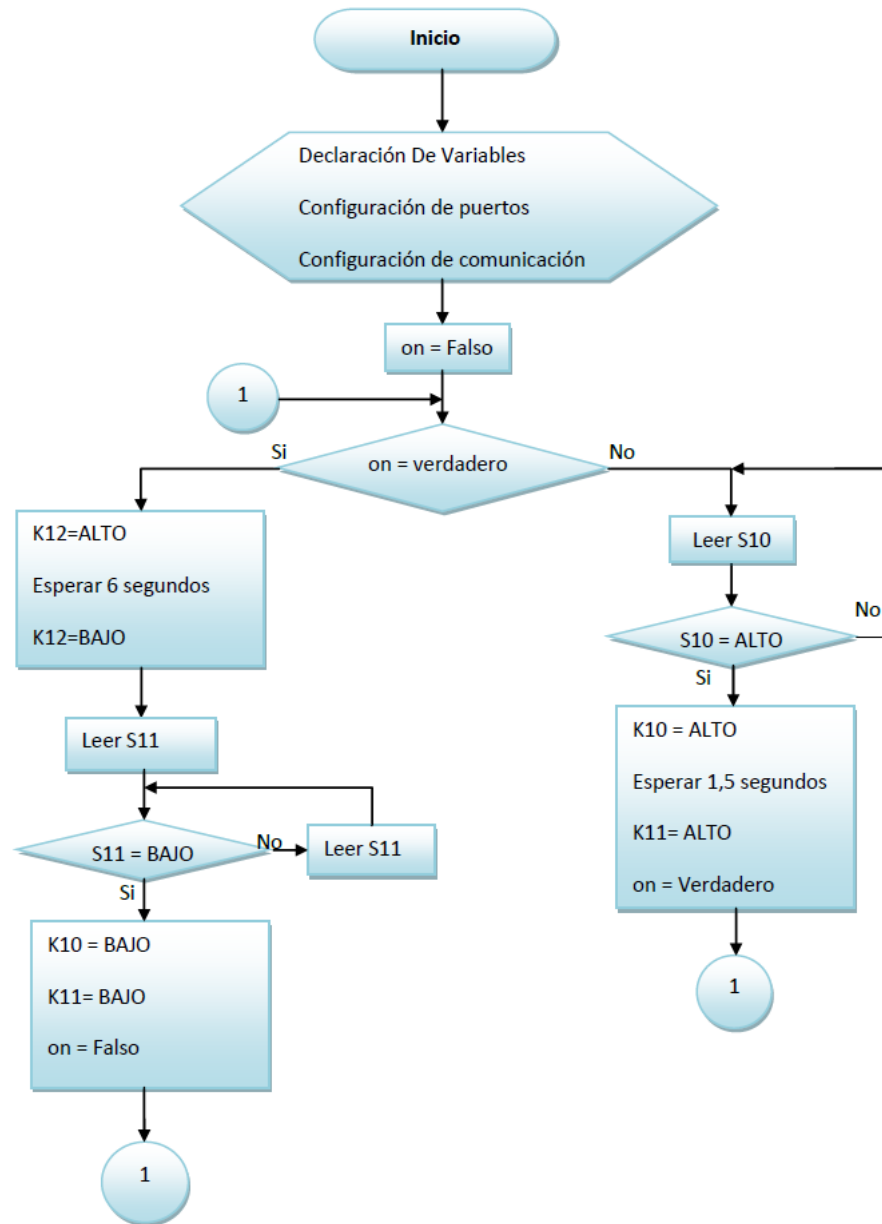 Inicio
Declaración De Variables
Configuración de puertos
Configuración de comunicación
on = Falso
1
on = verdadero
Si
No
K12=ALTO
Esperar 6 segundos
K12=BAJO
Leer S11
S11 = BAJO
No
Leer S11
Si
K10 = BAJO
K11= BAJO
on = Falso
1
Leer S10
S10 = ALTO
No
Si
K10 = ALTO
Esperar 1,5 segundos
K11= ALTO
on = Verdadero
1